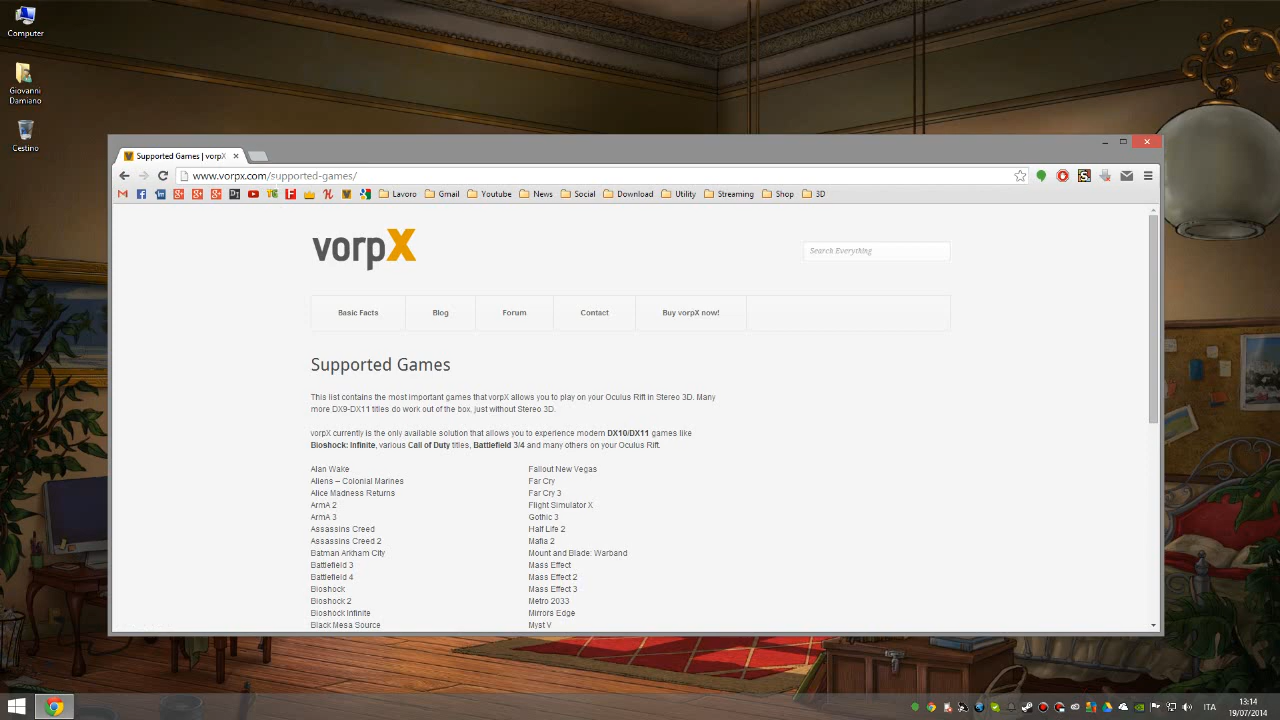 Computer
Giovanni
Damiano
Cestino
Supported Games | vorpX
www.vorpx.com/supported-games/
Lavoro
Gmail
Youtube
News
Social
Download
Utility
Streaming
Shop
3D
vorpX
Search Everything
Basic Facts
Blog
Forum
Contact
Buy vorpX now!
Supported Games
This list contains the most important games that vorpX allows you to play on your Oculus Rift in Stereo 3D. Many
more DX9-DX11 titles do work out of the box, just without Stereo 3D.
vorpX currently is the only available solution that allows you to experience modern DX10/DX11 games like
Bioshock: Infinite, various Call of Duty titles, Battlefield 3/4 and many others on your Oculus Rift.
Alan Wake
Aliens – Colonial Marines
Alice Madness Returns
ArmA 2
ArmA 3
Assassins Creed
Assassins Creed 2
Batman Arkham City
Battlefield 3
Battlefield 4
Bioshock
Bioshock 2
Bioshock Infinite
Black Mesa Source
Fallout New Vegas
Far Cry
Far Cry 3
Flight Simulator X
Gothic 3
Half Life 2
Mafia 2
Mount and Blade: Warband
Mass Effect
Mass Effect 2
Mass Effect 3
Metro 2033
Mirrors Edge
Myst V
ITA
13:14
19/07/2014